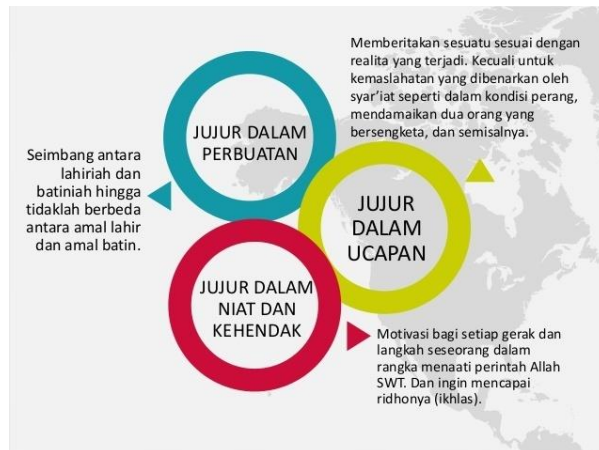 JUJUR DALAM
PERBUATAN
Seimbang antara
lahiriah dan
batiniah hingga
tidaklah berbeda
antara amal lahir
dan amal batin.
Memberitakan sesuatu sesuai dengan
realita yang terjadi. Kecuali untuk
kemaslahatan yang dibenarkan oleh
syar’iat seperti dalam kondisi perang,
mendamaikan dua orang yang
bersengketa, dan semisalnya.
JUJUR
DALAM
UCAPAN
JUJUR DALAM
NIAT DAN
KEHENDAK
Motivasi bagi setiap gerak dan
langkah seseorang dalam
rangka menaati perintah Allah
SWT. Dan ingin mencapai
ridhonya (ikhlas).